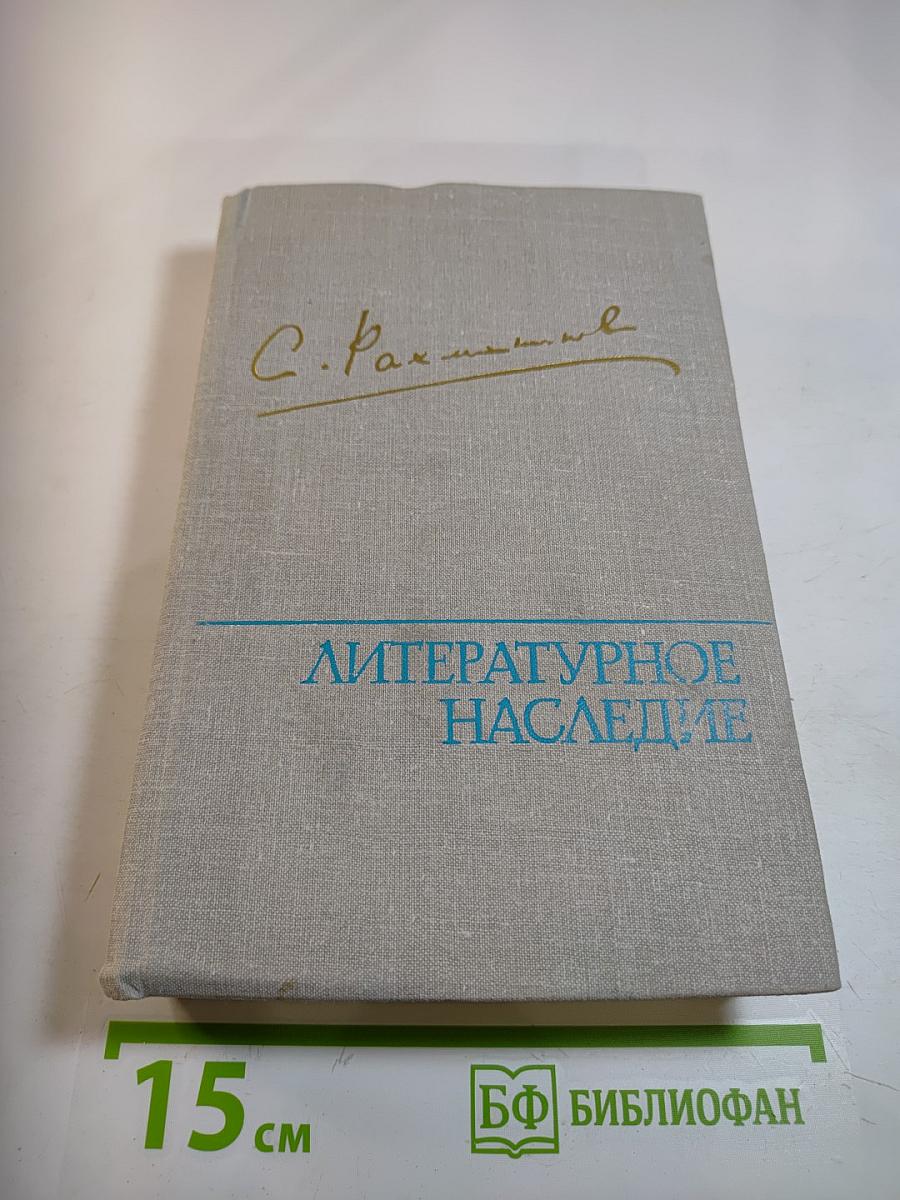 С. Рахманинов
ЛИТЕРАТУРНОЕ
НАСЛЕДИЕ
15 см
БФ БИБЛИОФАН